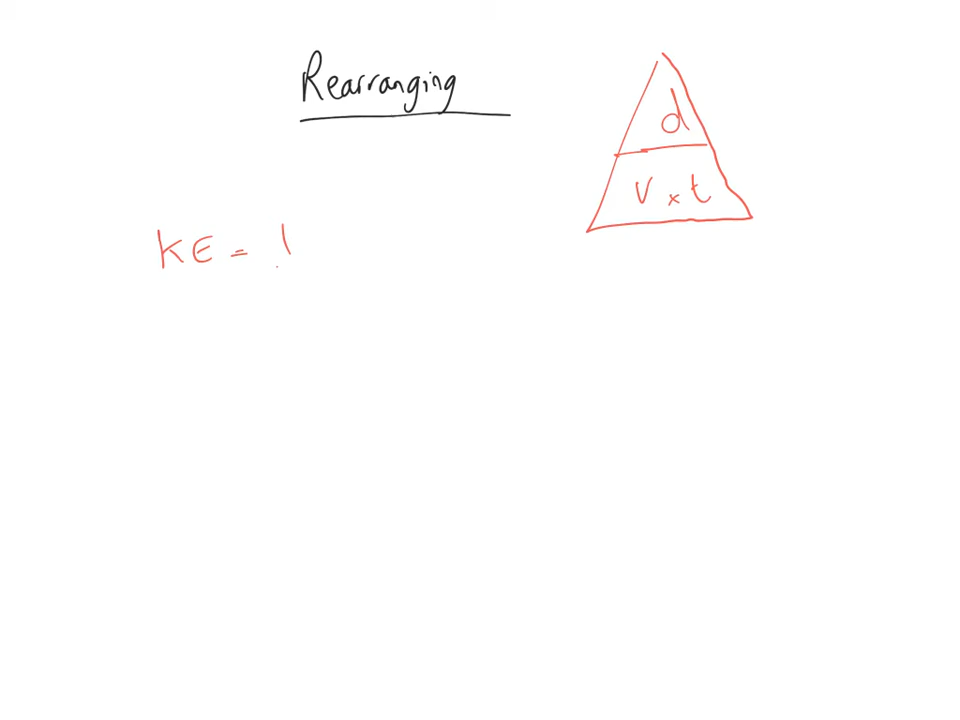 Rearranging
d
v × t
KE = 1